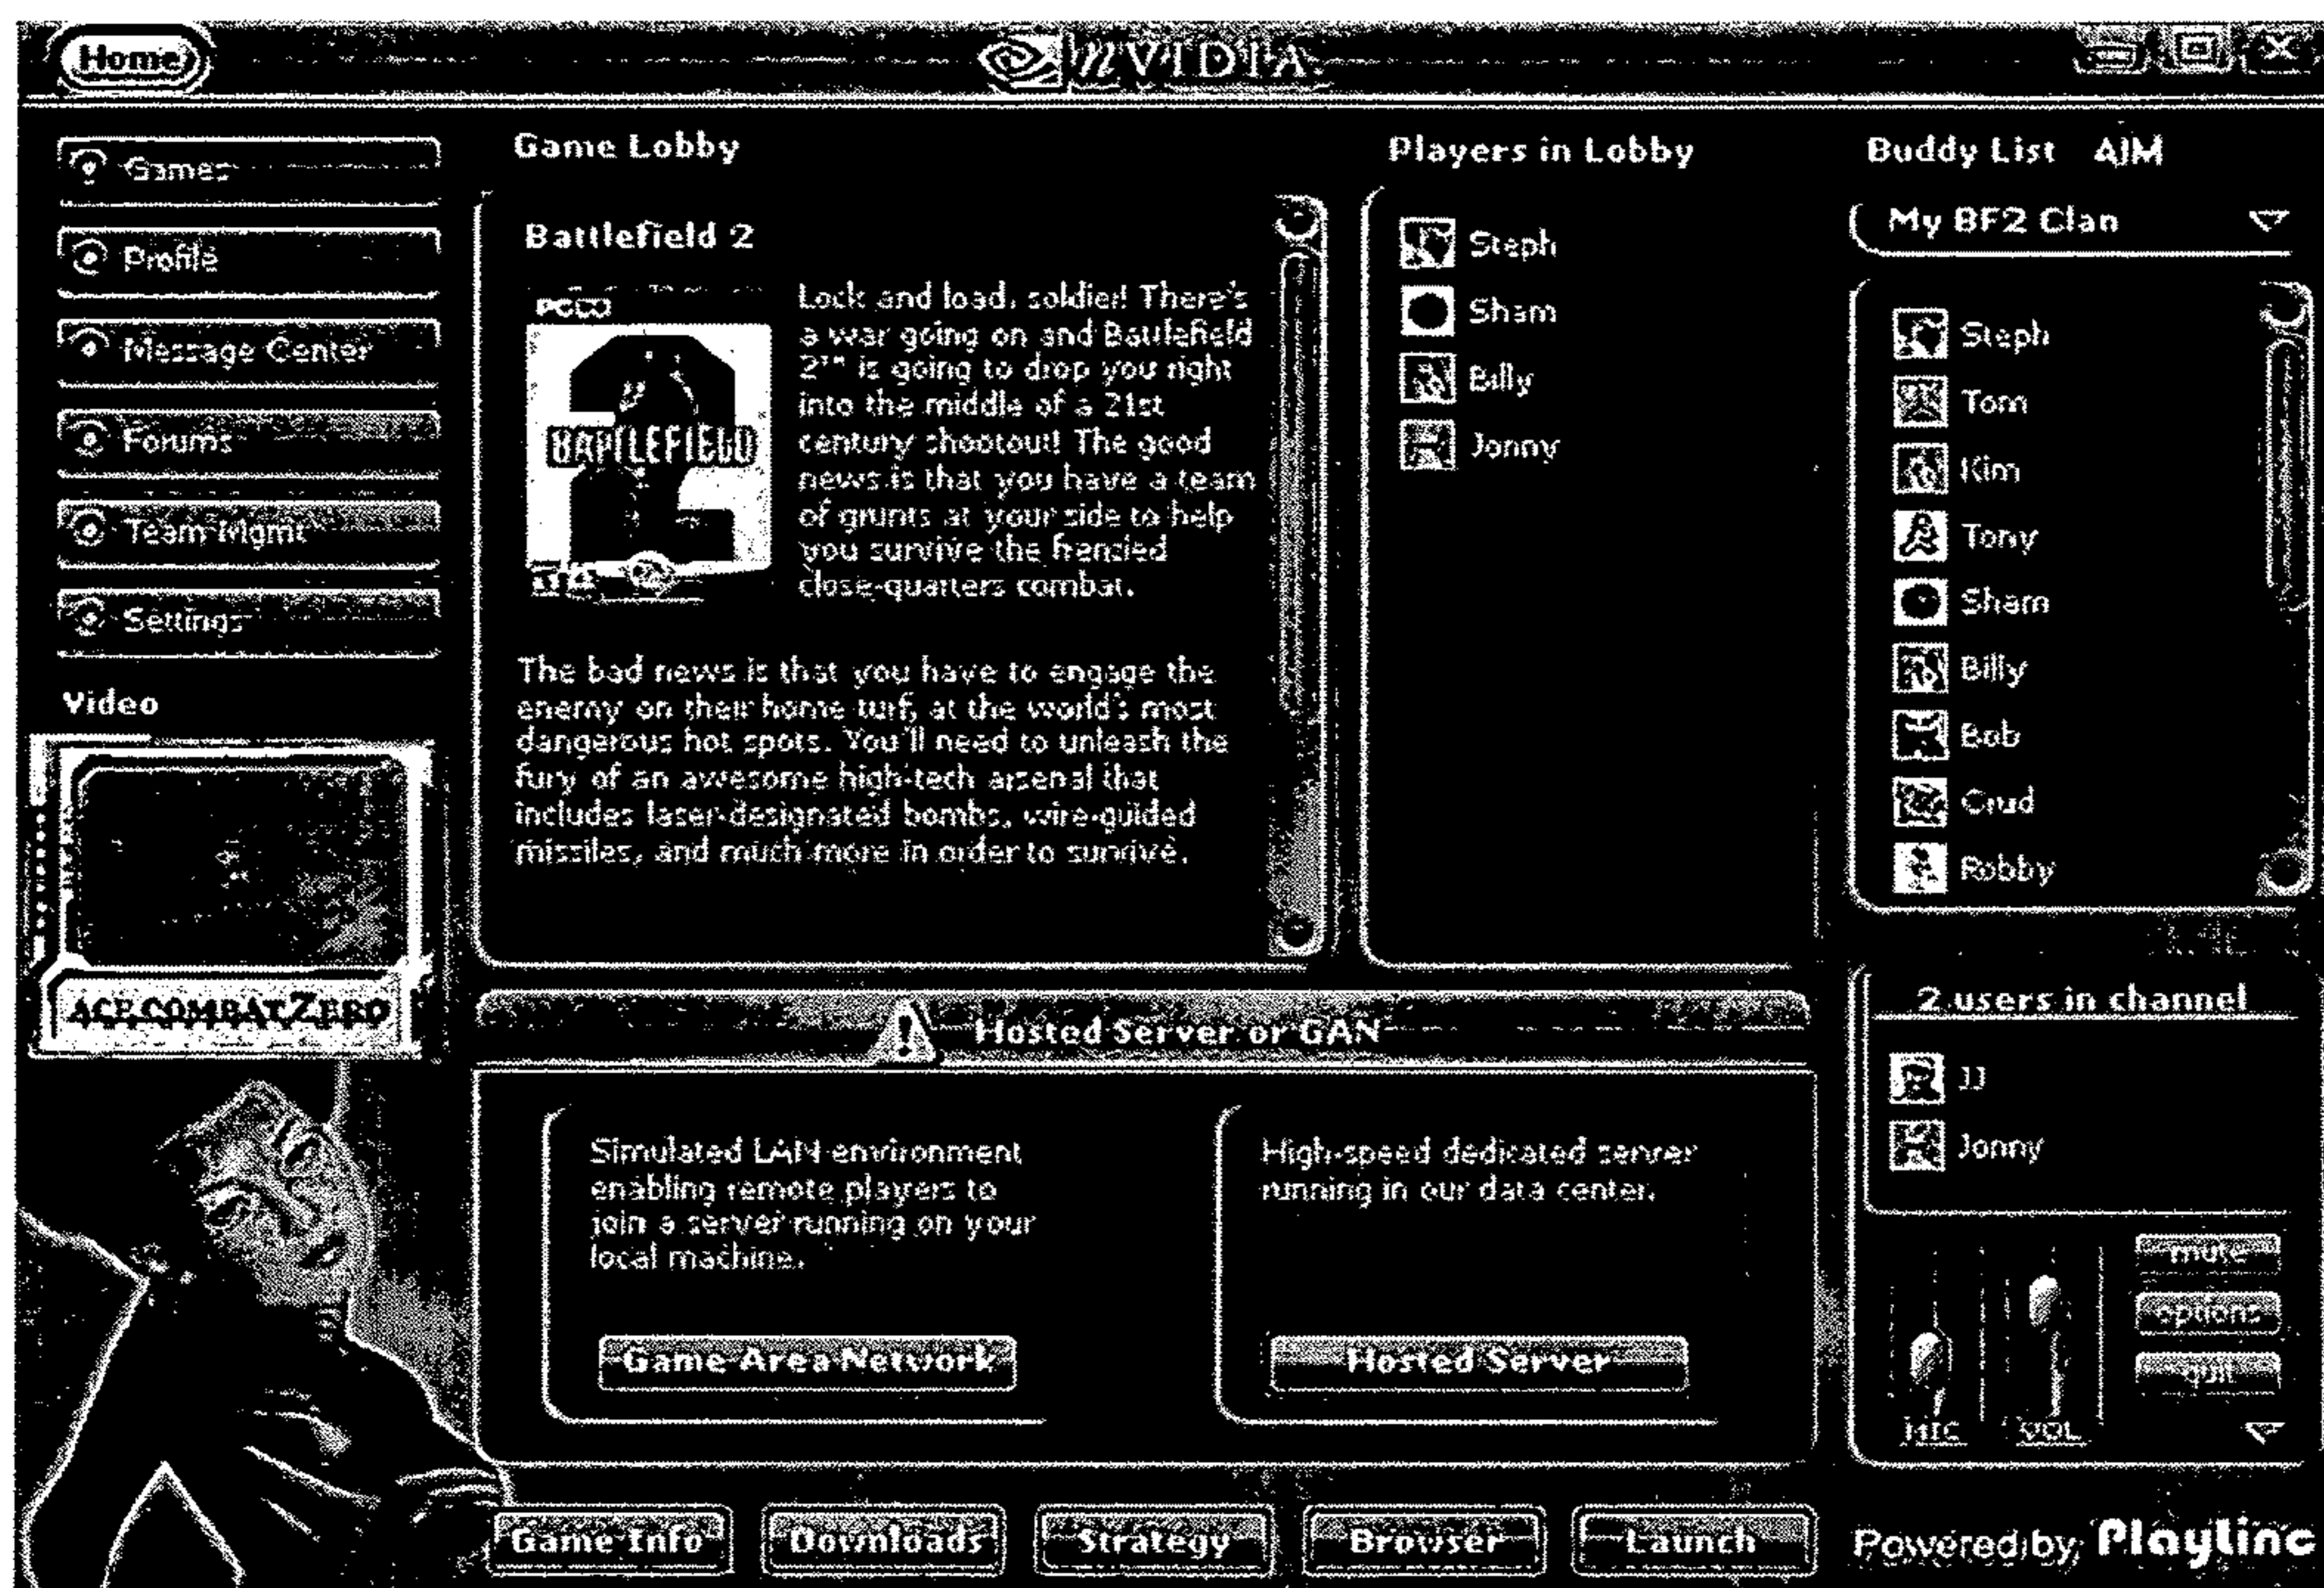 Home
nVIDIA
Games
Profile
Message Center
Forums
Team Mgmt
Settings
Video
ACE COMBAT ZERO
Game Lobby
Battlefield 2
BATTLEFIELD
2
Lock and load, soldier! There's
a war going on and Battlefield
2™ is going to drop you right
into the middle of a 21st
century shootout! The good
news is that you have a team
of grunts at your side to help
you survive the frenzied
close-quarters combat.
The bad news is that you have to engage the
enemy on their home turf, at the world's most
dangerous hot spots. You'll need to unleash the
fury of an awesome high-tech arsenal that
includes laser-designated bombs, wire-guided
missiles, and much more in order to survive.
Players in Lobby
Steph
Sham
Billy
Jonny
Buddy List AIM
My BF2 Clan
Steph
Tom
Kim
Tony
Sham
Billy
Bob
Crud
Robby
Hosted Server or GAN
Simulated LAN environment
enabling remote players to
join a server running on your
local machine.
Game Area Network
High-speed dedicated server
running in our data center.
Hosted Server
2 users in channel
JJ
Jonny
mute
options
quit
MIC VOL
Game Info
Downloads
Strategy
Browser
Launch
Powered by Playlinc